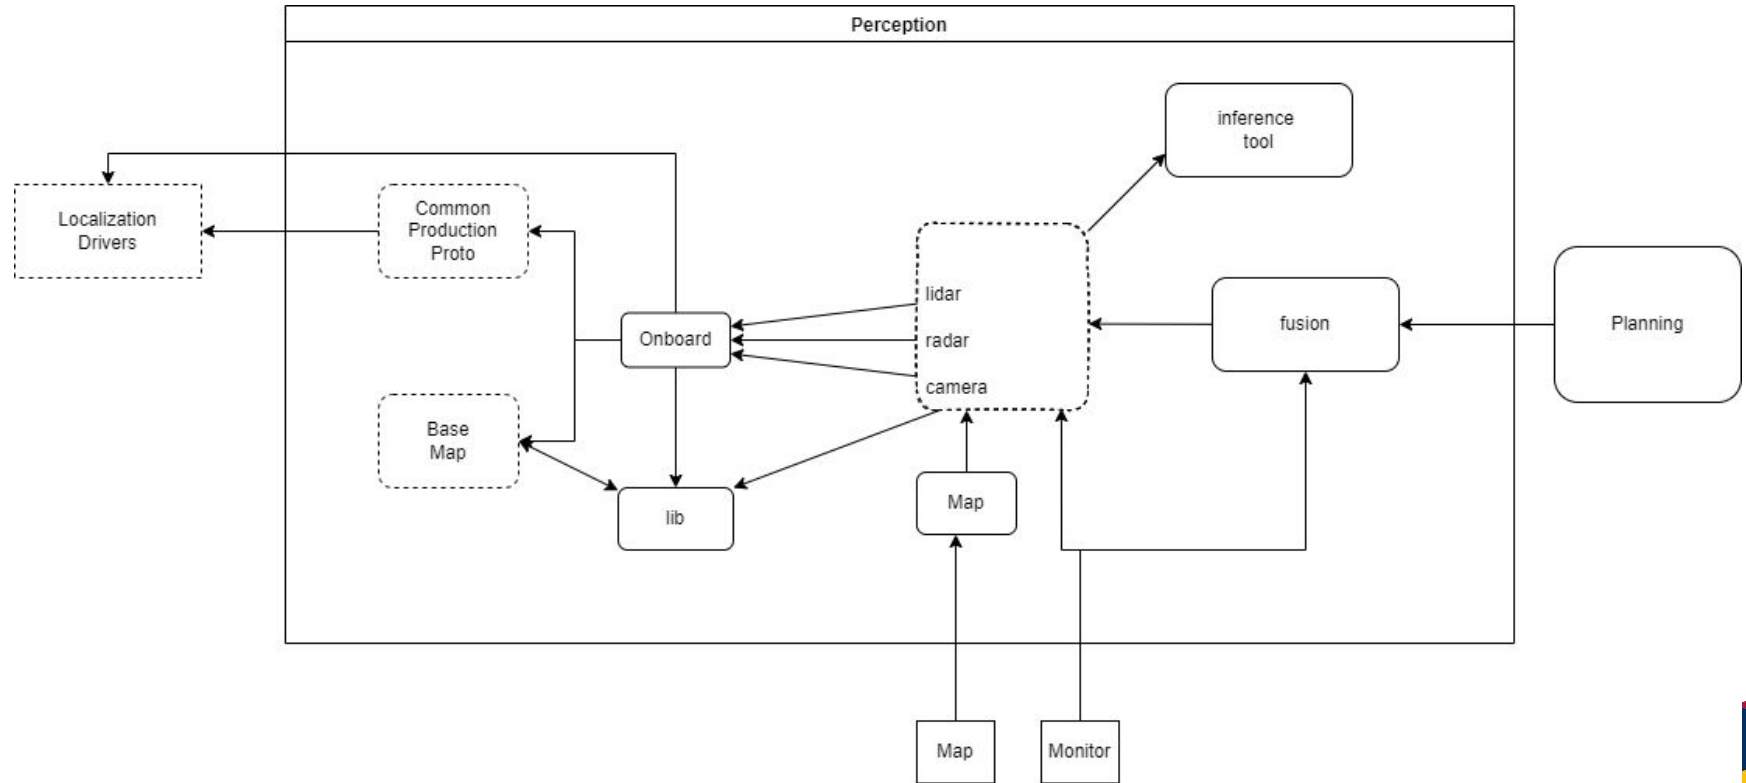 Perception
inference
tool
Localization
Drivers
Common
Production
Proto
lidar
Onboard
radar
camera
fusion
Planning
Base
Map
lib
Map
Map
Monitor